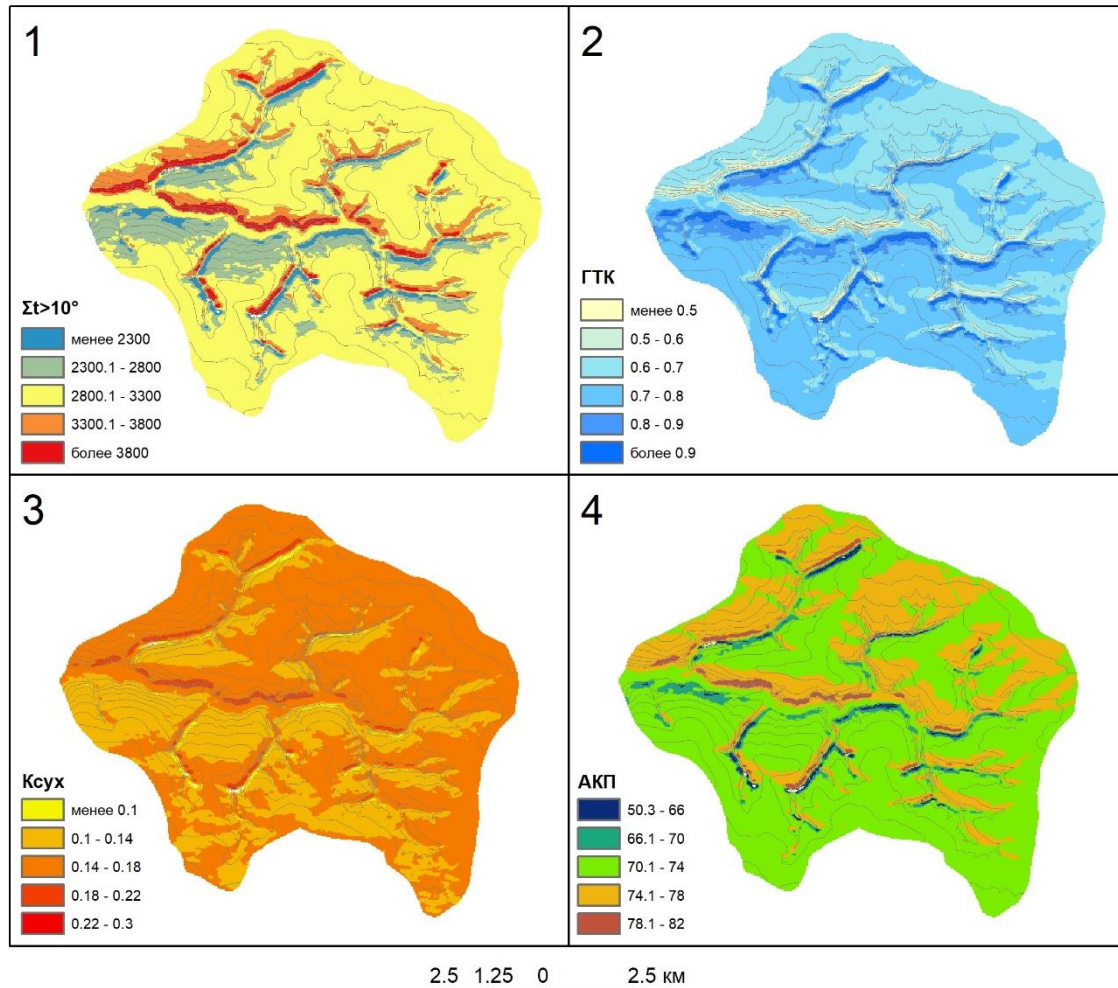 1
Σt>10°
менее 2300
2300.1 - 2800
2800.1 - 3300
3300.1 - 3800
более 3800
2
ГТК
менее 0.5
0.5 - 0.6
0.6 - 0.7
0.7 - 0.8
0.8 - 0.9
более 0.9
3
Ксух
менее 0.1
0.1 - 0.14
0.14 - 0.18
0.18 - 0.22
0.22 - 0.3
4
АКП
50.3 - 66
66.1 - 70
70.1 - 74
74.1 - 78
78.1 - 82
2.5 1.25 0 2.5 км